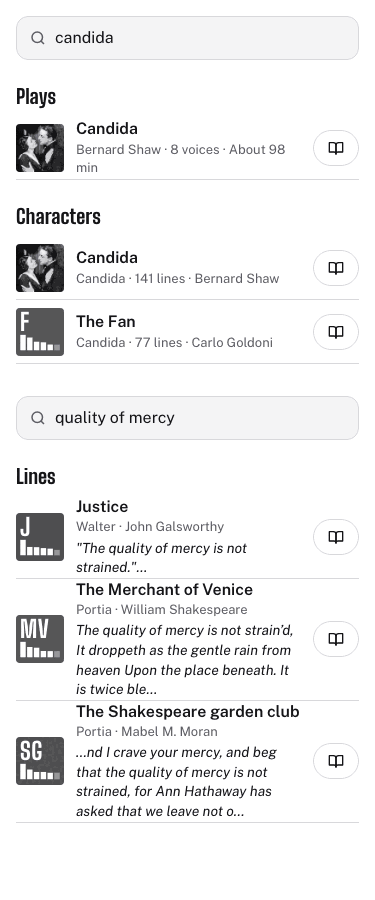 candida
Plays
Candida
Bernard Shaw · 8 voices · About 98
min
Characters
Candida
Candida · 141 lines · Bernard Shaw
F
The Fan
Candida · 77 lines · Carlo Goldoni
quality of mercy
Lines
J
Justice
Walter · John Galsworthy
"The quality of mercy is not
strained."...
MV
The Merchant of Venice
Portia · William Shakespeare
The quality of mercy is not strain’d,
It droppeth as the gentle rain from
heaven Upon the place beneath. It
is twice ble...
SG
The Shakespeare garden club
Portia · Mabel M. Moran
...nd I crave your mercy, and beg
that the quality of mercy is not
strained, for Ann Hathaway has
asked that we leave not o...